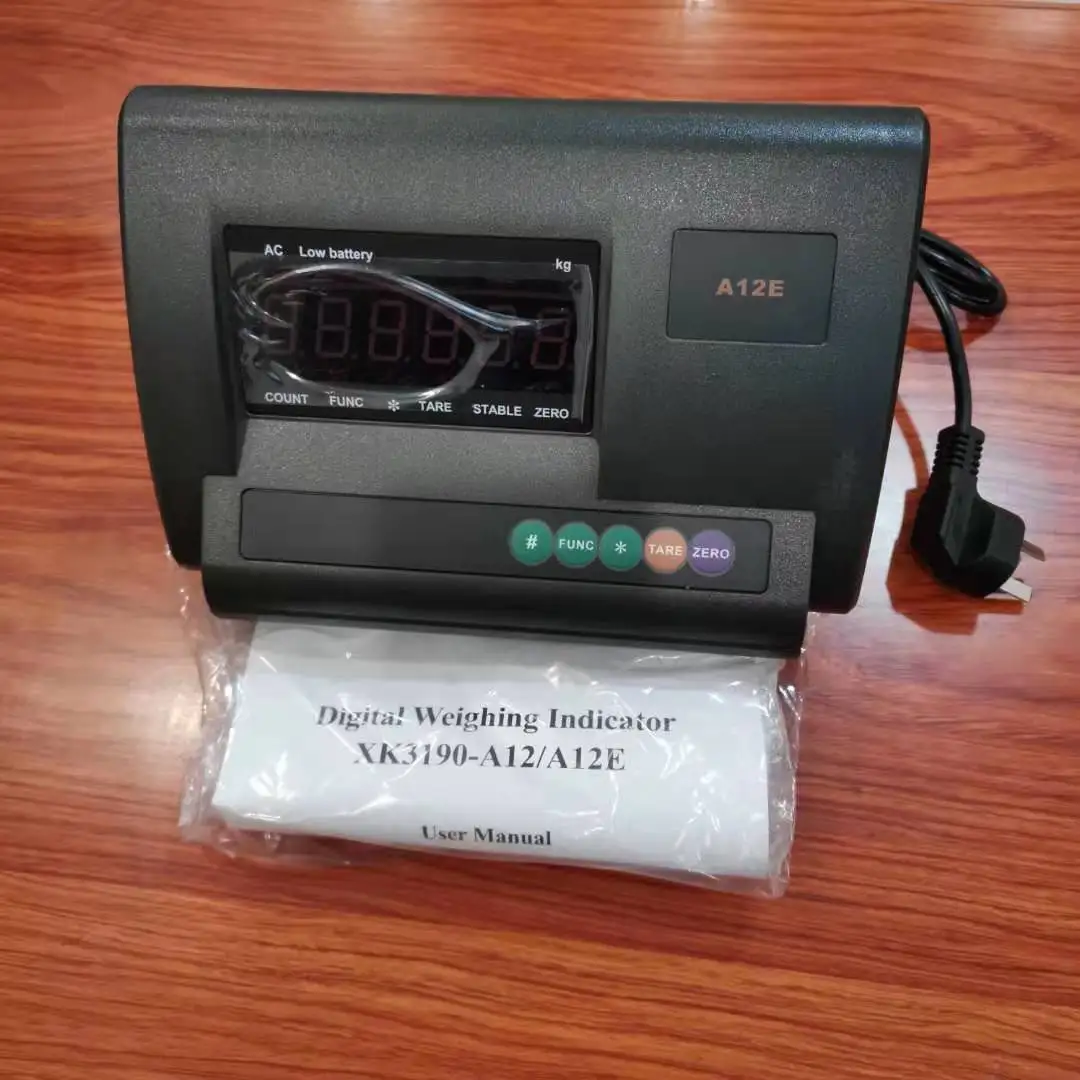 AC Low battery
kg
A12E
COUNT FUNC * TARE STABLE ZERO
# FUNC * TARE ZERO
Digital Weighing Indicator
XK3190-A12/A12E
User Manual